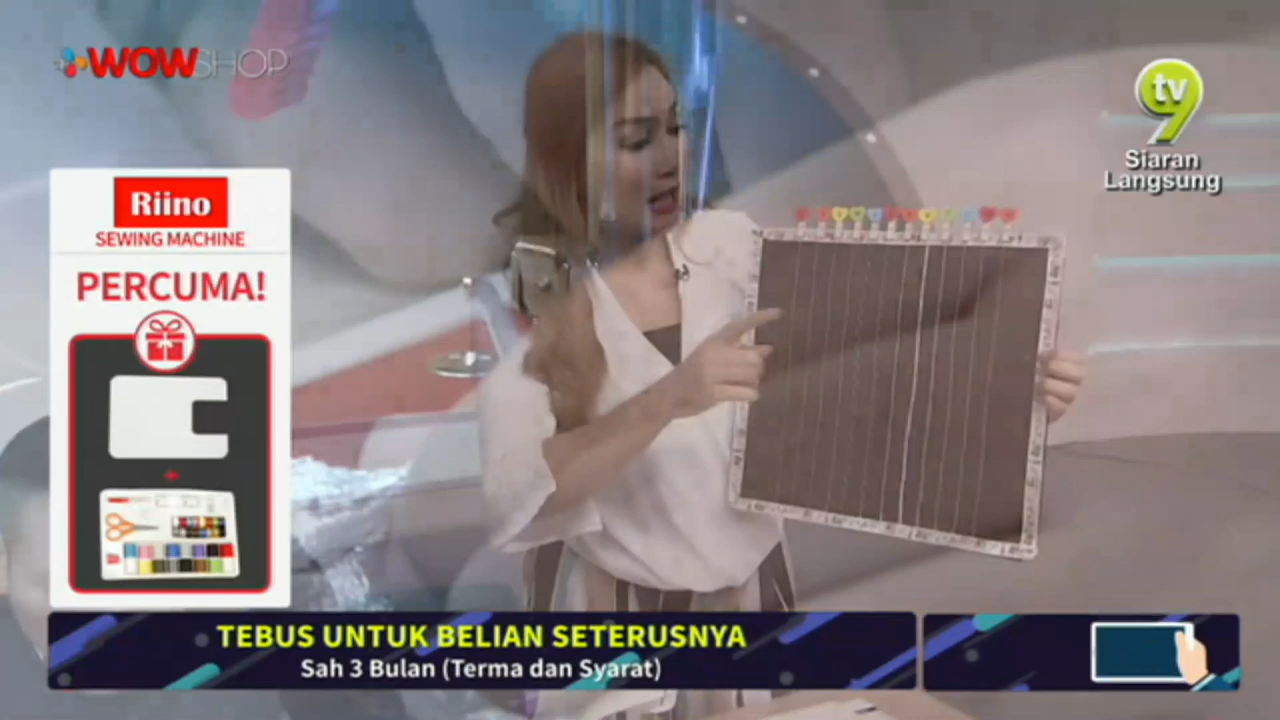 WOWSHOP
tv9
Siaran
Langsung
Riino
SEWING MACHINE
PERCUMA!
TEBUS UNTUK BELIAN SETERUSNYA
Sah 3 Bulan (Terma dan Syarat)